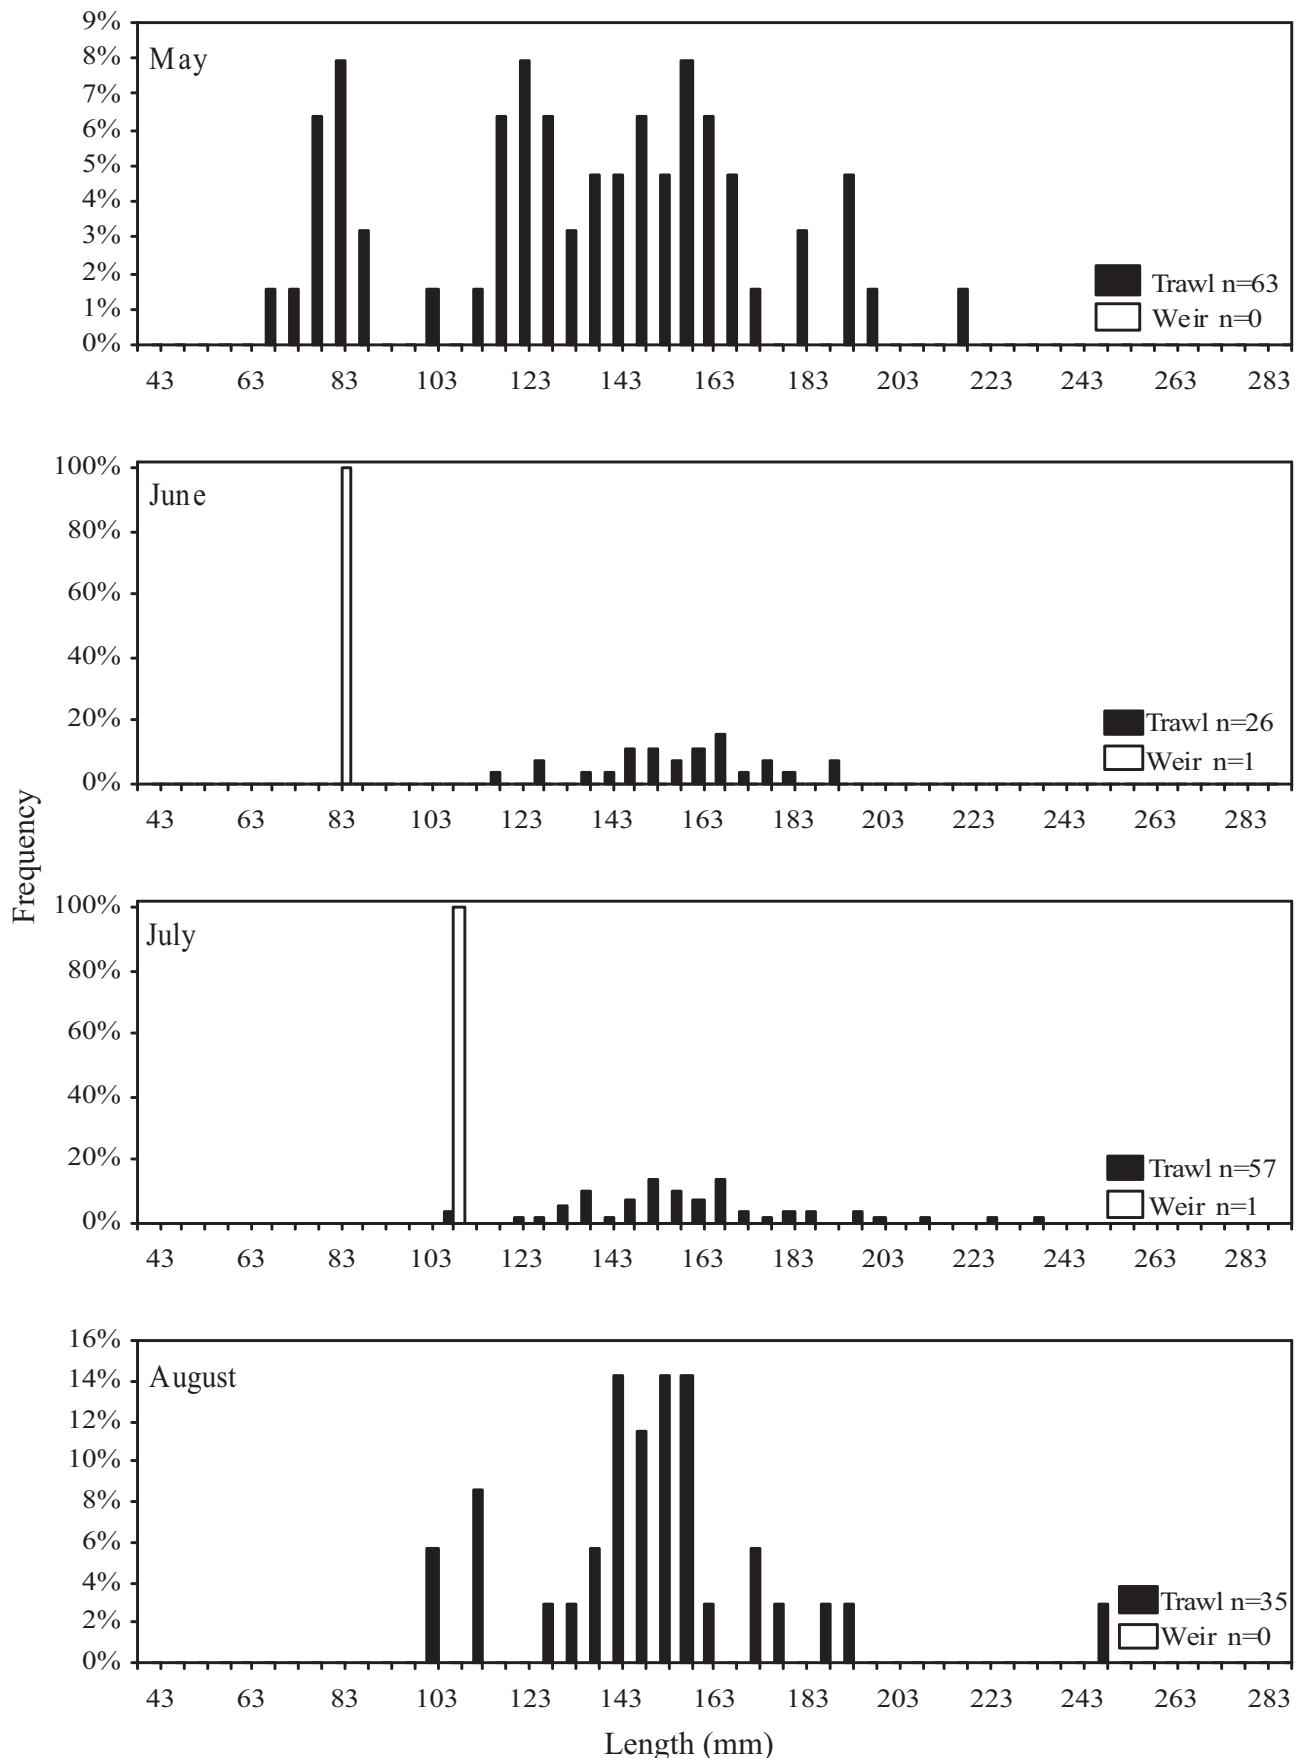 9%
8%
7%
6%
5%
4%
3%
2%
1%
0%
May
Trawl n=63
Weir n=0
43 63 83 103 123 143 163 183 203 223 243 263 283
100%
80%
60%
40%
20%
0%
June
Trawl n=26
Weir n=1
43 63 83 103 123 143 163 183 203 223 243 263 283
Frequency
100%
80%
60%
40%
20%
0%
July
Trawl n=57
Weir n=1
43 63 83 103 123 143 163 183 203 223 243 263 283
16%
14%
12%
10%
8%
6%
4%
2%
0%
August
Trawl n=35
Weir n=0
43 63 83 103 123 143 163 183 203 223 243 263 283
Length (mm)